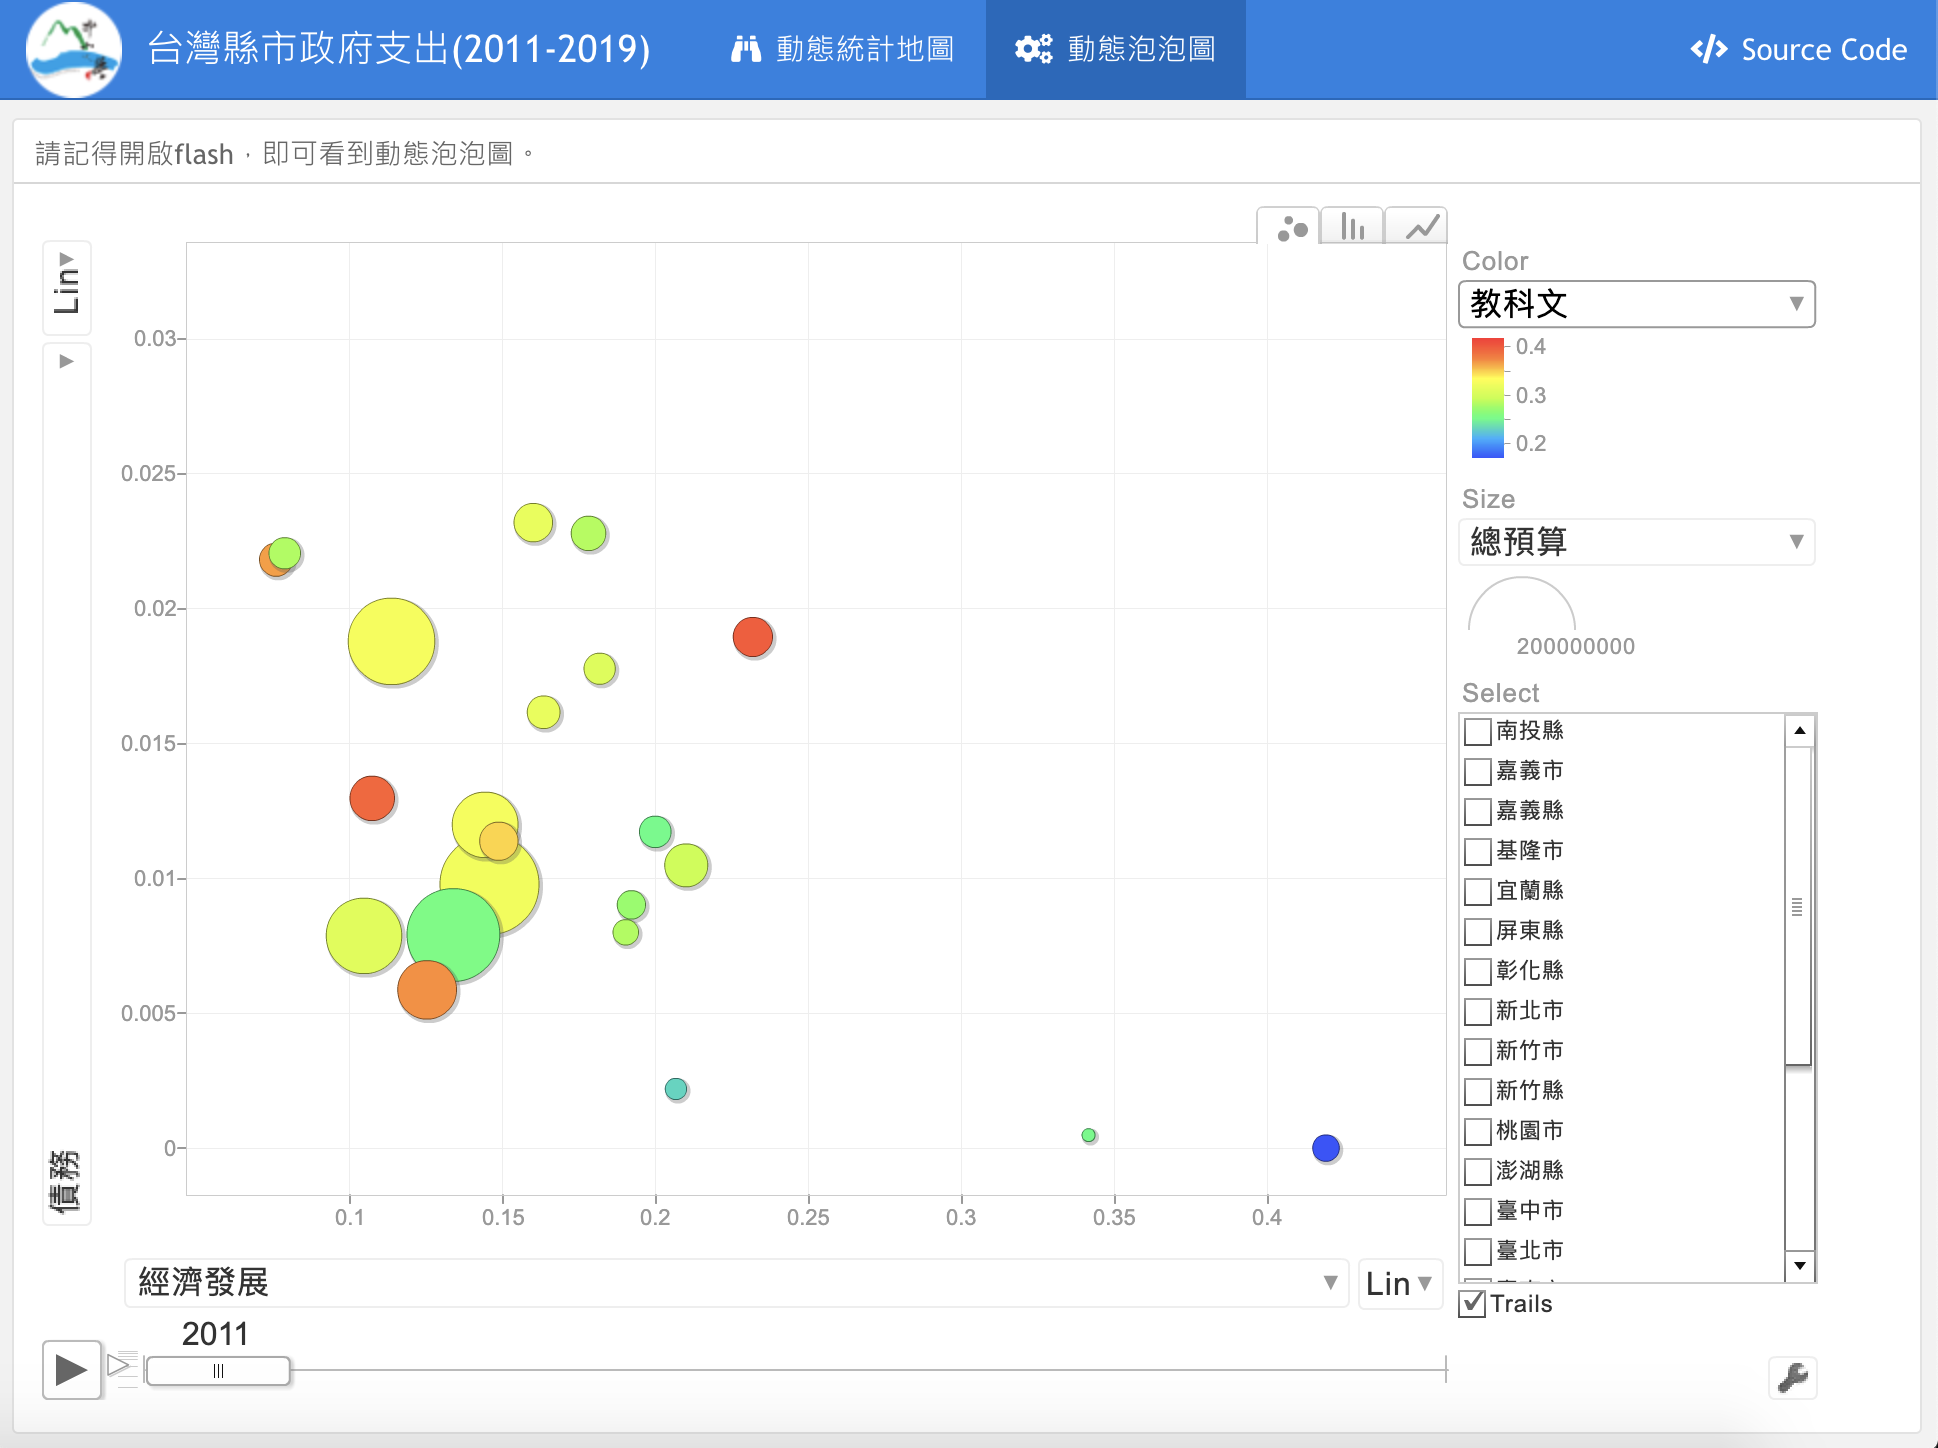 台灣縣市政府支出(2011-2019)
動態統計地圖
動態泡泡圖
Source Code
請記得開啟flash，即可看到動態泡泡圖。
Lin
債務
0.03
0.025
0.02
0.015
0.01
0.005
0
0.1
0.15
0.2
0.25
0.3
0.35
0.4
經濟發展
Lin
2011
Color
教科文
0.4
0.3
0.2
Size
總預算
200000000
Select
南投縣
嘉義市
嘉義縣
基隆市
宜蘭縣
屏東縣
彰化縣
新北市
新竹市
新竹縣
桃園市
澎湖縣
臺中市
臺北市
Trails